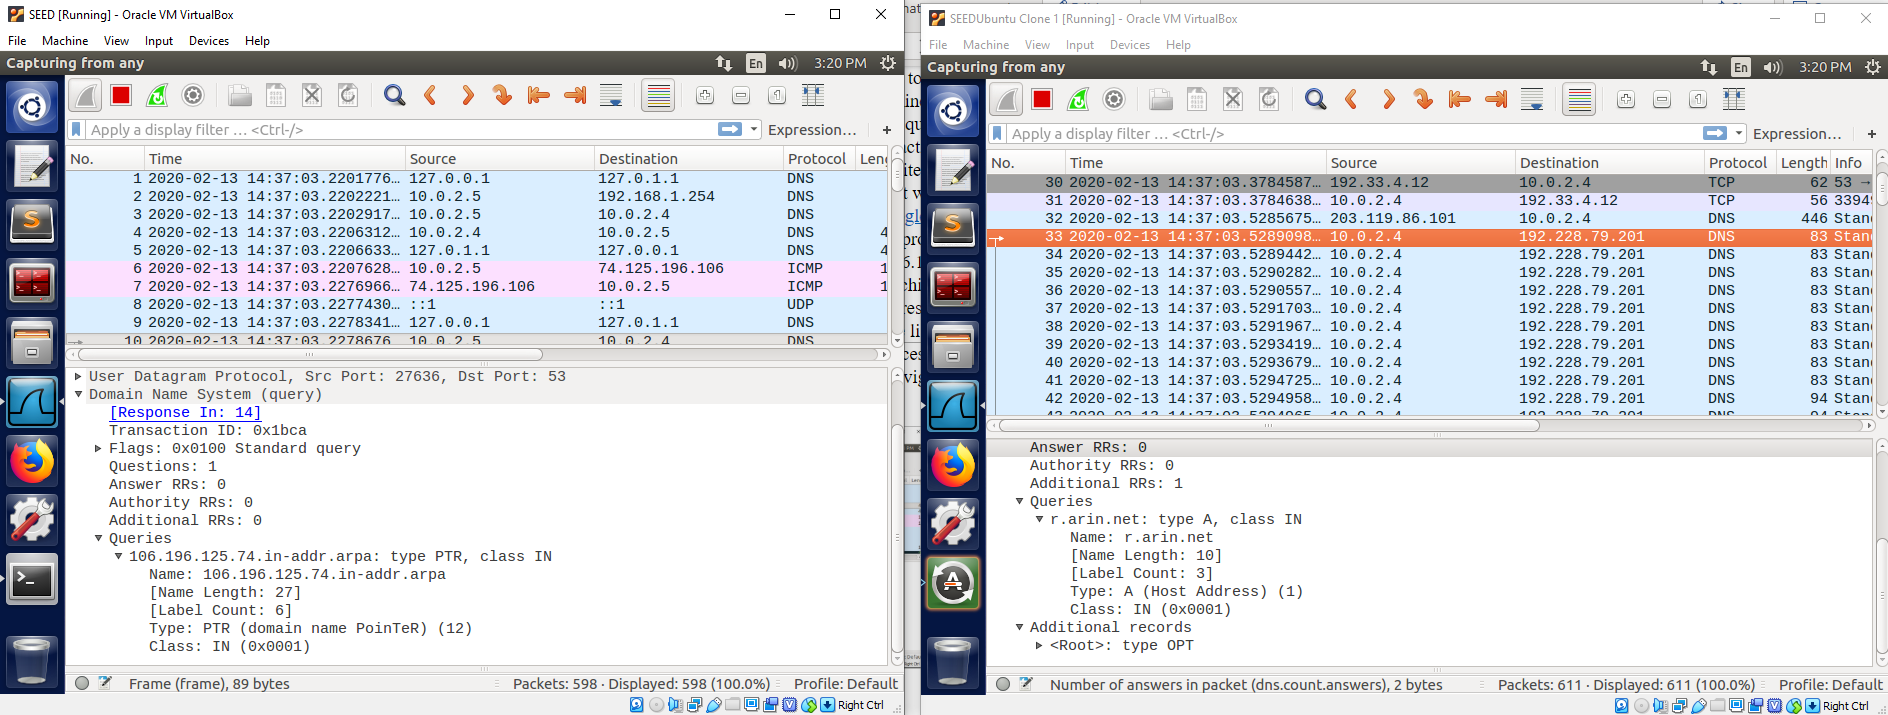 SEED [Running] - Oracle VM VirtualBox
File Machine View Input Devices Help
Capturing from any
En 3:20 PM
Apply a display filter … <Ctrl-/>
Expression… +
No. Time Source Destination Protocol Leng
1 2020-02-13 14:37:03.2201776… 127.0.0.1 127.0.1.1 DNS
2 2020-02-13 14:37:03.2202221… 10.0.2.5 192.168.1.254 DNS
3 2020-02-13 14:37:03.2202917… 10.0.2.5 10.0.2.4 DNS
4 2020-02-13 14:37:03.2206312… 10.0.2.4 10.0.2.5 DNS 4
5 2020-02-13 14:37:03.2206633… 127.0.1.1 127.0.0.1 DNS 4
6 2020-02-13 14:37:03.2207628… 10.0.2.5 74.125.196.106 ICMP 1
7 2020-02-13 14:37:03.2276966… 74.125.196.106 10.0.2.5 ICMP 1
8 2020-02-13 14:37:03.2277430… ::1 ::1 UDP
9 2020-02-13 14:37:03.2278341… 127.0.0.1 127.0.1.1 DNS
10 2020-02-13 14:37:03.2278676… 10.0.2.5 10.0.2.4 DNS
User Datagram Protocol, Src Port: 27636, Dst Port: 53
Domain Name System (query)
[Response In: 14]
Transaction ID: 0x1bca
Flags: 0x0100 Standard query
Questions: 1
Answer RRs: 0
Authority RRs: 0
Additional RRs: 0
Queries
106.196.125.74.in-addr.arpa: type PTR, class IN
Name: 106.196.125.74.in-addr.arpa
[Name Length: 27]
[Label Count: 6]
Type: PTR (domain name PoinTeR) (12)
Class: IN (0x0001)
Frame (frame), 89 bytes Packets: 598 · Displayed: 598 (100.0%) Profile: Default
Right Ctrl
SEEDUbuntu Clone 1 [Running] - Oracle VM VirtualBox
File Machine View Input Devices Help
Capturing from any
En 3:20 PM
Apply a display filter … <Ctrl-/>
Expression… +
No. Time Source Destination Protocol Length Info
30 2020-02-13 14:37:03.3784587… 192.33.4.12 10.0.2.4 TCP 62 53 →
31 2020-02-13 14:37:03.3784638… 10.0.2.4 192.33.4.12 TCP 56 3394
32 2020-02-13 14:37:03.5285675… 203.119.86.101 10.0.2.4 DNS 446 Stan
33 2020-02-13 14:37:03.5289098… 10.0.2.4 192.228.79.201 DNS 83 Stan
34 2020-02-13 14:37:03.5289442… 10.0.2.4 192.228.79.201 DNS 83 Stan
35 2020-02-13 14:37:03.5290282… 10.0.2.4 192.228.79.201 DNS 83 Stan
36 2020-02-13 14:37:03.5290557… 10.0.2.4 192.228.79.201 DNS 83 Stan
37 2020-02-13 14:37:03.5291703… 10.0.2.4 192.228.79.201 DNS 83 Stan
38 2020-02-13 14:37:03.5291967… 10.0.2.4 192.228.79.201 DNS 83 Stan
39 2020-02-13 14:37:03.5293419… 10.0.2.4 192.228.79.201 DNS 83 Stan
40 2020-02-13 14:37:03.5293679… 10.0.2.4 192.228.79.201 DNS 83 Stan
41 2020-02-13 14:37:03.5294725… 10.0.2.4 192.228.79.201 DNS 83 Stan
42 2020-02-13 14:37:03.5294958… 10.0.2.4 192.228.79.201 DNS 94 Stan
43 2020-02-13 14:37:03.5294965… 10.0.2.4 192.228.79.201 DNS 94 Stan
Answer RRs: 0
Authority RRs: 0
Additional RRs: 1
Queries
r.arin.net: type A, class IN
Name: r.arin.net
[Name Length: 10]
[Label Count: 3]
Type: A (Host Address) (1)
Class: IN (0x0001)
Additional records
<Root>: type OPT
Number of answers in packet (dns.count.answers), 2 bytes Packets: 611 · Displayed: 611 (100.0%) Profile: Default
Right Ctrl